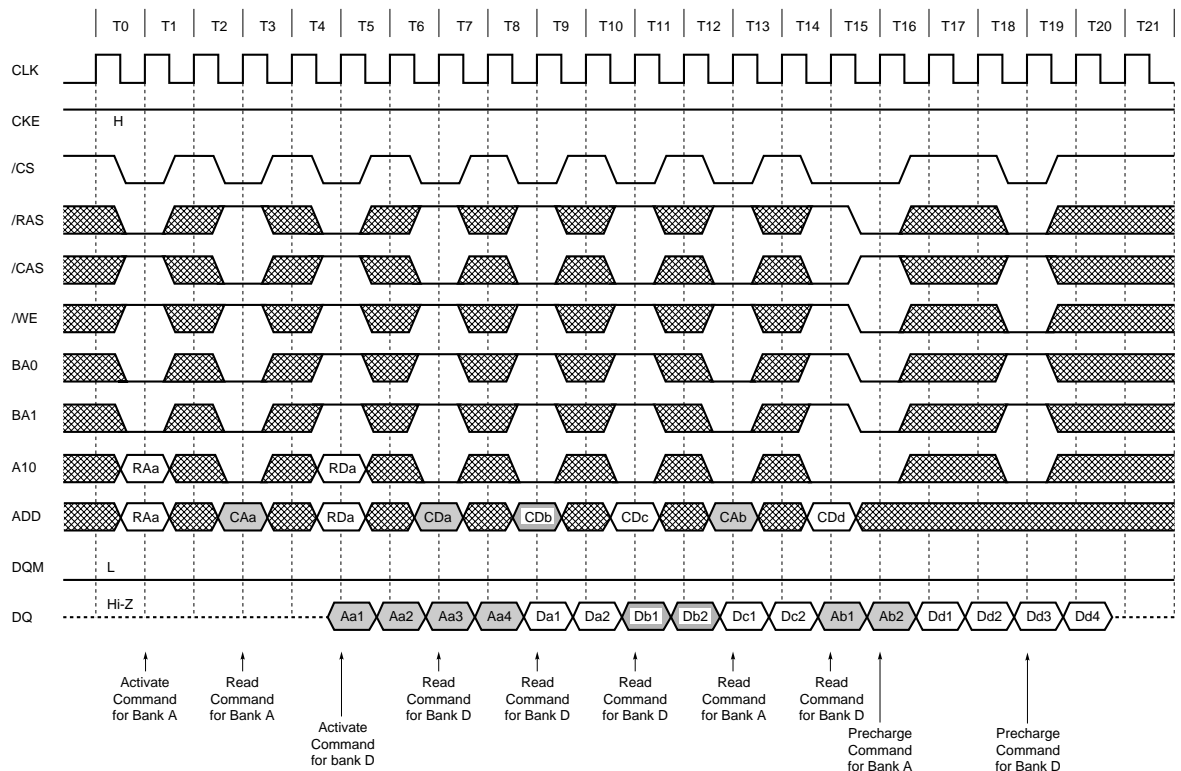 T0 T1 T2 T3 T4 T5 T6 T7 T8 T9 T10 T11 T12 T13 T14 T15 T16 T17 T18 T19 T20 T21
CLK
CKE
H
/CS
/RAS
/CAS
/WE
BA0
BA1
A10
RAa RDa
ADD
RAa CAa RDa CDa CDb CDc CAb CDd
DQM
L
DQ
Hi-Z
Aa1 Aa2 Aa3 Aa4 Da1 Da2 Db1 Db2 Dc1 Dc2 Ab1 Ab2 Dd1 Dd2 Dd3 Dd4
Activate
Command
for Bank A
Read
Command
for Bank A
Activate
Command
for bank D
Read
Command
for Bank D
Read
Command
for Bank D
Read
Command
for Bank D
Read
Command
for Bank A
Read
Command
for Bank D
Precharge
Command
for Bank A
Precharge
Command
for Bank D